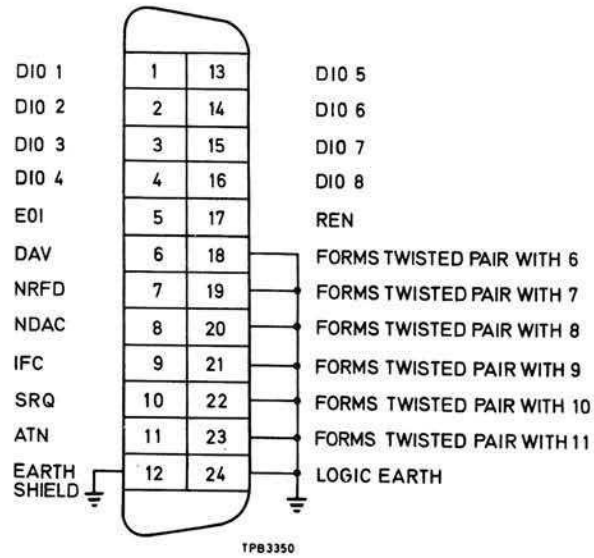 DIO 1 1 13 DIO 5
DIO 2 2 14 DIO 6
DIO 3 3 15 DIO 7
DIO 4 4 16 DIO 8
EOI 5 17 REN
DAV 6 18 FORMS TWISTED PAIR WITH 6
NRFD 7 19 FORMS TWISTED PAIR WITH 7
NDAC 8 20 FORMS TWISTED PAIR WITH 8
IFC 9 21 FORMS TWISTED PAIR WITH 9
SRQ 10 22 FORMS TWISTED PAIR WITH 10
ATN 11 23 FORMS TWISTED PAIR WITH 11
EARTH 12 24 LOGIC EARTH
SHIELD
TPB3350